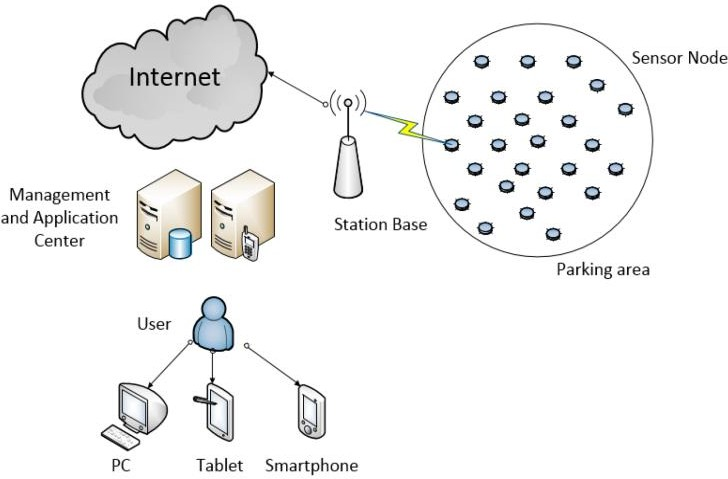 Internet
Sensor Node
Management
and Application
Center
Station Base
Parking area
User
PC
Tablet
Smartphone